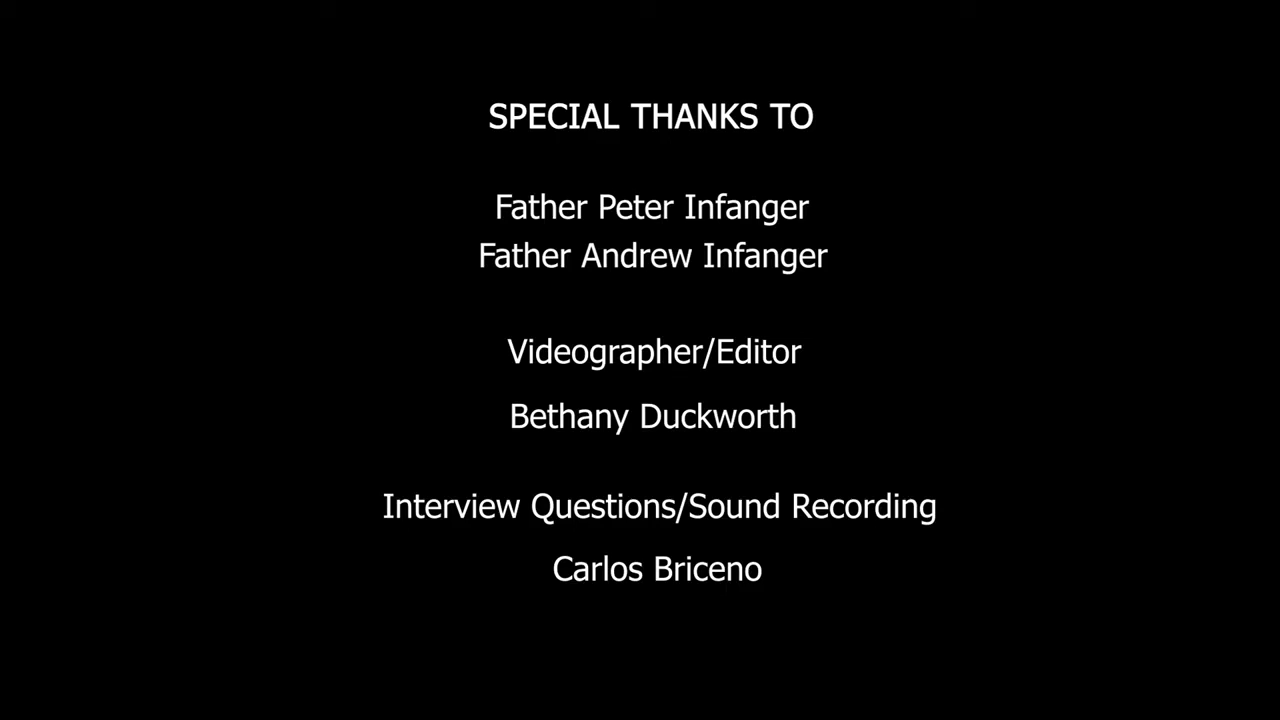 SPECIAL THANKS TO
Father Peter Infanger
Father Andrew Infanger
Videographer/Editor
Bethany Duckworth
Interview Questions/Sound Recording
Carlos Briceno